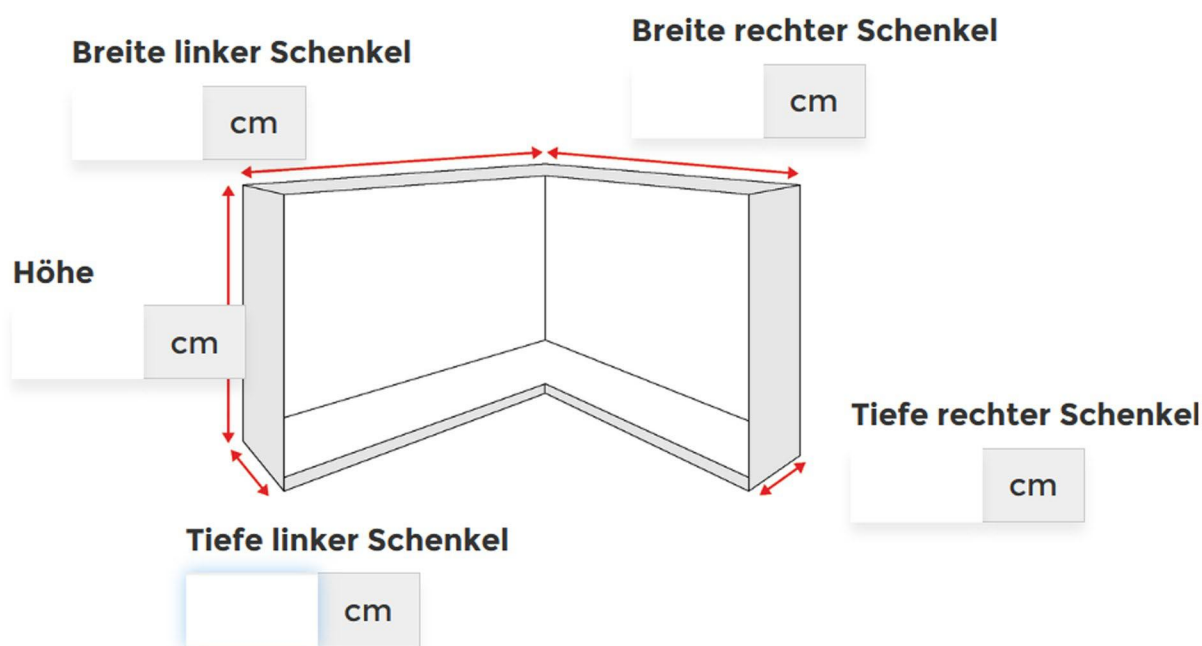 Breite linker Schenkel
cm
Breite rechter Schenkel
cm
Höhe
cm
Tiefe rechter Schenkel
cm
Tiefe linker Schenkel
cm